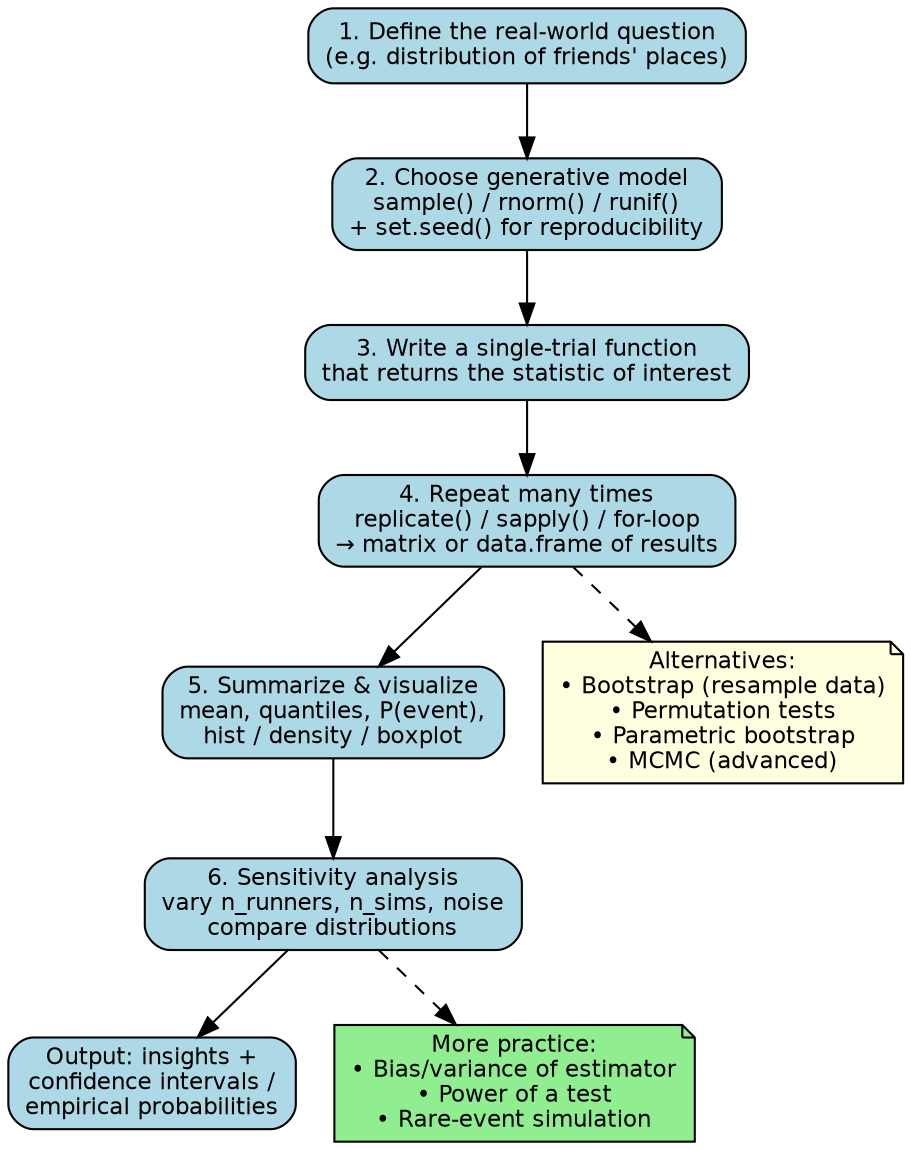 1. Define the real-world question
(e.g. distribution of friends' places)
2. Choose generative model
sample() / rnorm() / runif()
+ set.seed() for reproducibility
3. Write a single-trial function
that returns the statistic of interest
4. Repeat many times
replicate() / sapply() / for-loop
→ matrix or data.frame of results
5. Summarize & visualize
mean, quantiles, P(event),
hist / density / boxplot
Alternatives:
• Bootstrap (resample data)
• Permutation tests
• Parametric bootstrap
• MCMC (advanced)
6. Sensitivity analysis
vary n_runners, n_sims, noise
compare distributions
Output: insights +
confidence intervals /
empirical probabilities
More practice:
• Bias/variance of estimator
• Power of a test
• Rare-event simulation